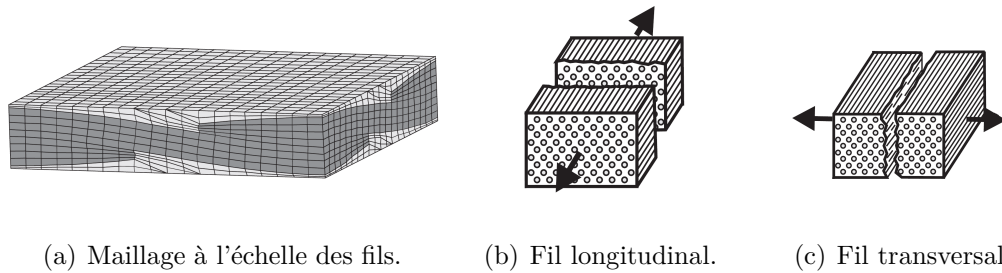 (a) Maillage à l'échelle des fils.
(b) Fil longitudinal.
(c) Fil transversal